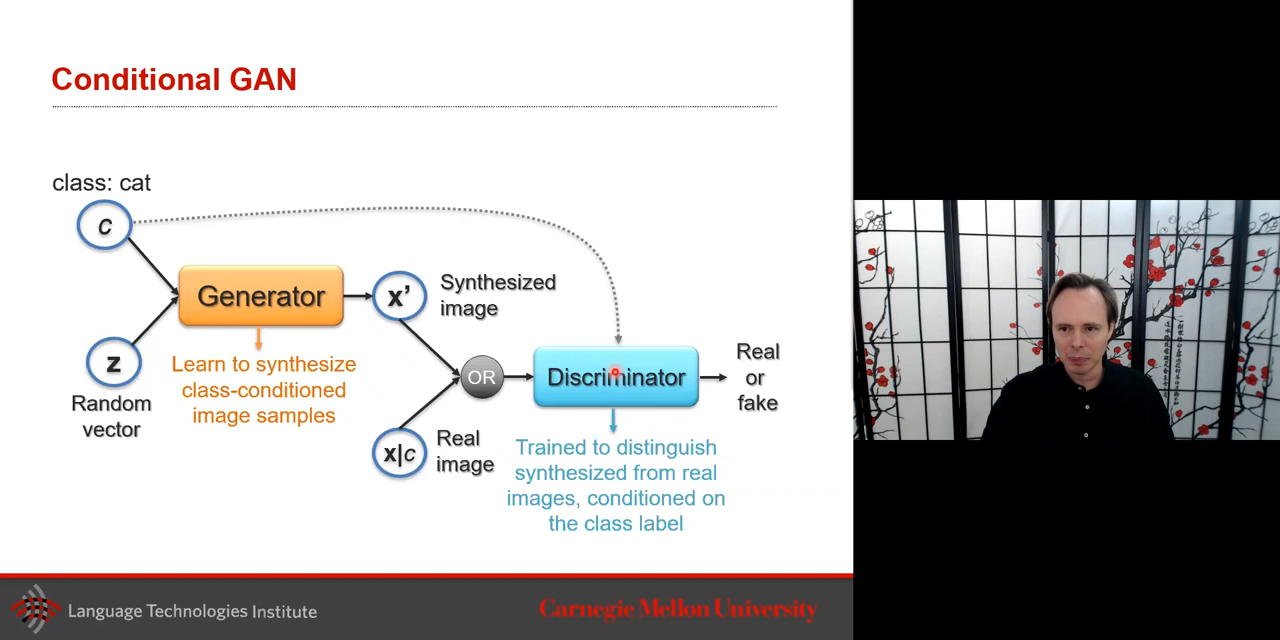 Conditional GAN
class: cat
c
Generator
x’
Synthesized
image
z
Random
vector
Learn to synthesize
class-conditioned
image samples
OR
Discriminator
Real
or
fake
x|c
Real
image
Trained to distinguish
synthesized from real
images, conditioned on
the class label
Language Technologies Institute
Carnegie Mellon University